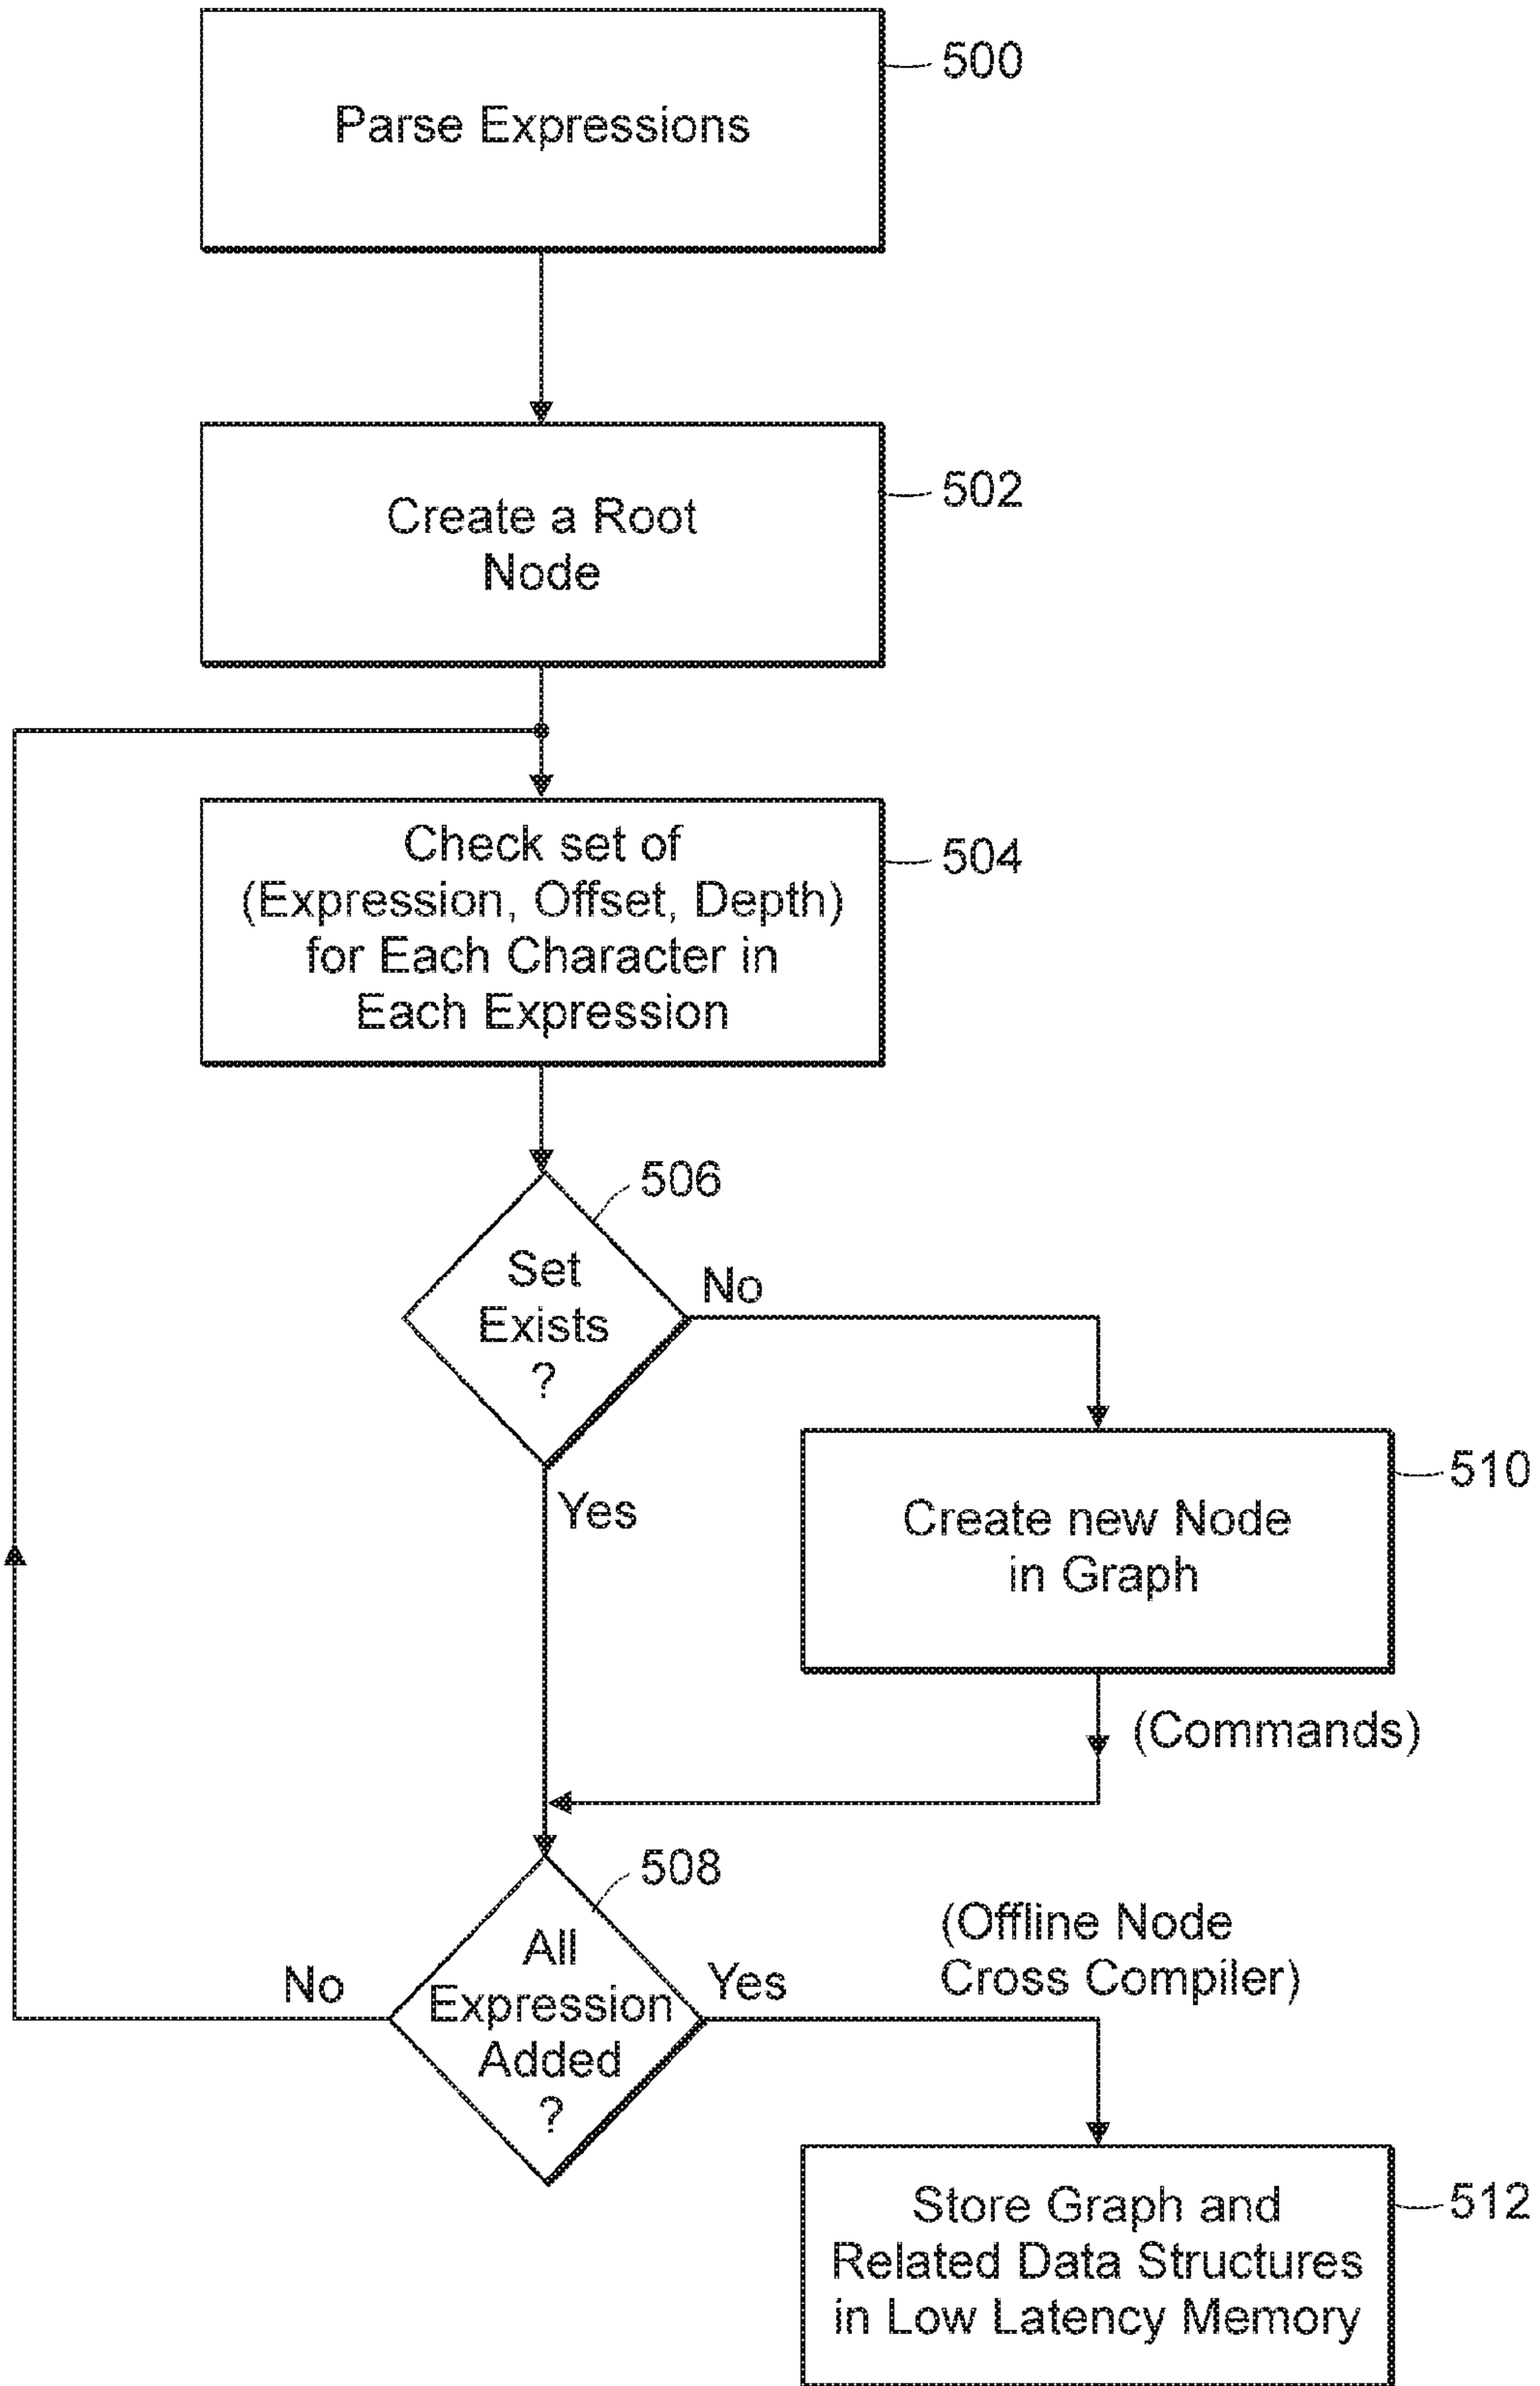 Parse Expressions
500
Create a Root
Node
502
Check set of
(Expression, Offset, Depth)
for Each Character in
Each Expression
504
506
Set
Exists
?
No
Yes
Create new Node
in Graph
510
(Commands)
508
All
Expression
Added
?
No
Yes
(Offline Node
Cross Compiler)
Store Graph and
Related Data Structures
in Low Latency Memory
512